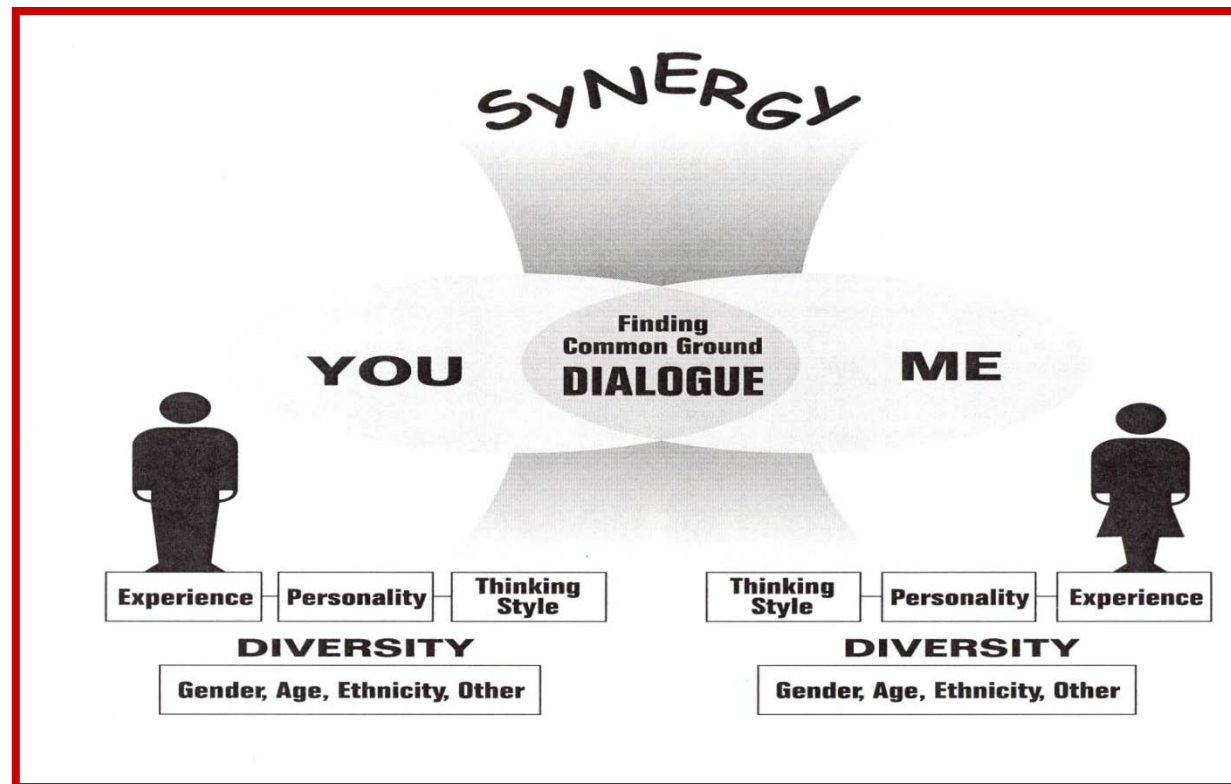 SYNERGY
Finding
Common Ground
DIALOGUE
YOU
ME
Experience
Personality
Thinking
Style
DIVERSITY
Gender, Age, Ethnicity, Other
Thinking
Style
Personality
Experience
DIVERSITY
Gender, Age, Ethnicity, Other